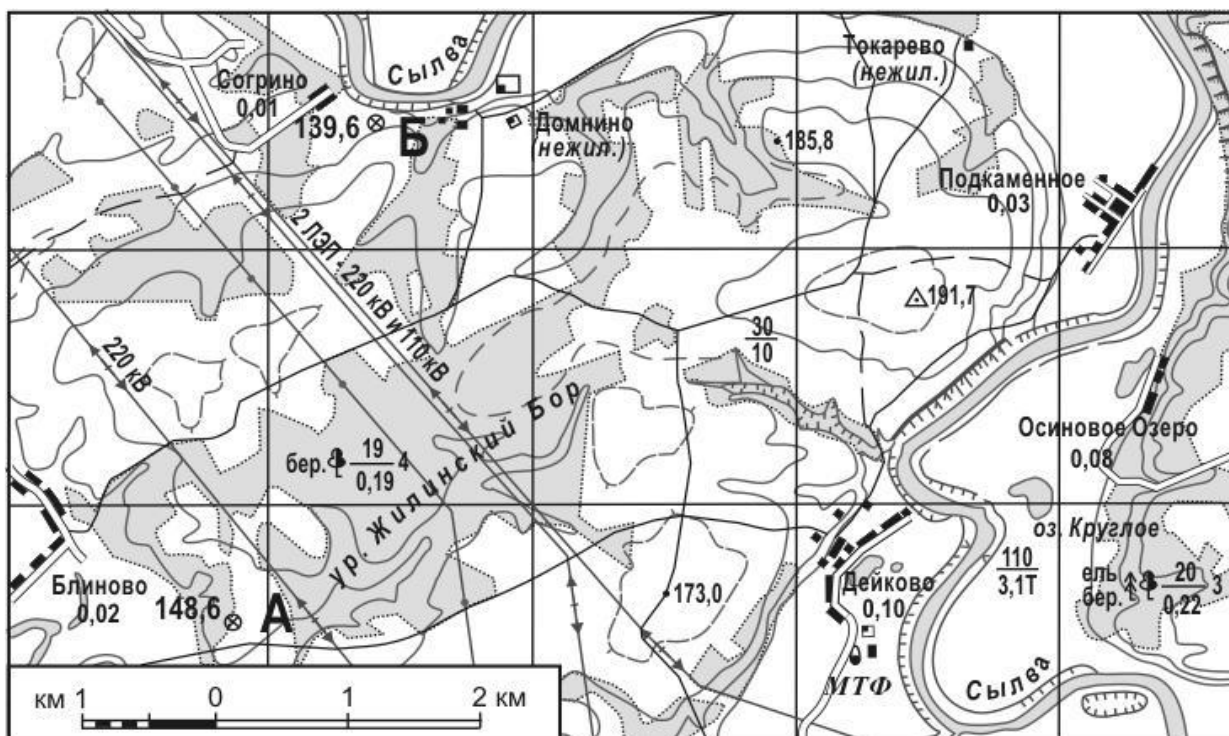 Сылва
Токарево
(нежил.)
Согрино
0,01
139,6
Б
Домнино
(нежил.)
185,8
Подкаменное
0,03
2 ЛЭП - 220 кВ и 110 кВ
191,7
30
10
220 кВ
Осиновое Озеро
0,08
бер.
19
0,19
4
ур. Жилинский Бор
оз. Круглое
Блиново
0,02
148,6
А
173,0
Дейково
0,10
110
3,1Т
ель
бер.
20
0,22
3
МТФ
Сылва
км 1 0 1 2 км